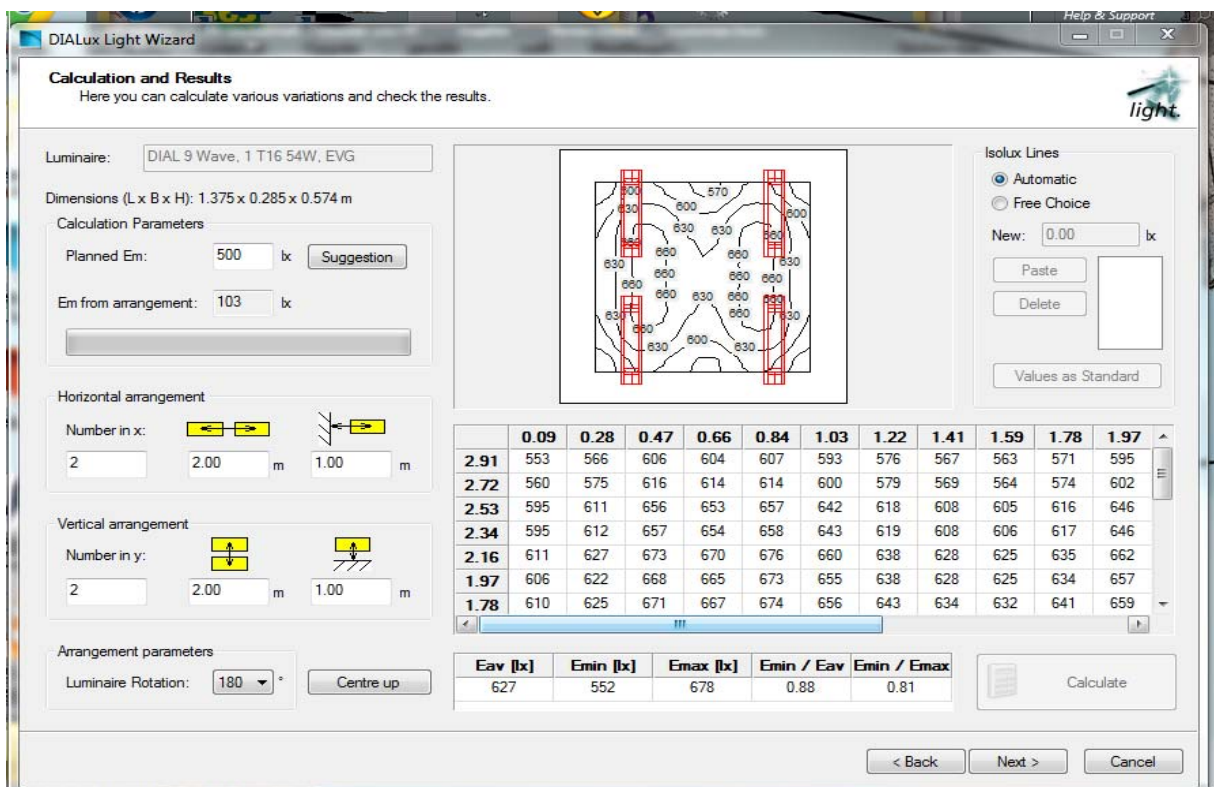 Help & Support
DIALux Light Wizard
Calculation and Results
Here you can calculate various variations and check the results.
light.
Luminaire: DIAL 9 Wave, 1 T16 54W, EVG
Dimensions (L x B x H): 1.375 x 0.285 x 0.574 m
Calculation Parameters
Planned Em: 500 lx Suggestion
Em from arrangement: 103 lx
Horizontal arrangement
Number in x:
2 2.00 m 1.00 m
Vertical arrangement
Number in y:
2 2.00 m 1.00 m
Arrangement parameters
Luminaire Rotation: 180 ° Centre up
500 570
630 600 600
630 630 660
660 660
630 660 660 630
660 660 660
660 660 630 660 660
630 660 630
660
630 600 630
Isolux Lines
Automatic
Free Choice
New: 0.00 lx
Paste
Delete
Values as Standard
0.09 0.28 0.47 0.66 0.84 1.03 1.22 1.41 1.59 1.78 1.97
2.91 553 566 606 604 607 593 576 567 563 571 595
2.72 560 575 616 614 614 600 579 569 564 574 602
2.53 595 611 656 653 657 642 618 608 605 616 646
2.34 595 612 657 654 658 643 619 608 606 617 646
2.16 611 627 673 670 676 660 638 628 625 635 662
1.97 606 622 668 665 673 655 638 628 625 634 657
1.78 610 625 671 667 674 656 643 634 632 641 659
Eav [lx] Emin [lx] Emax [lx] Emin / Eav Emin / Emax
627 552 678 0.88 0.81
Calculate
< Back Next > Cancel